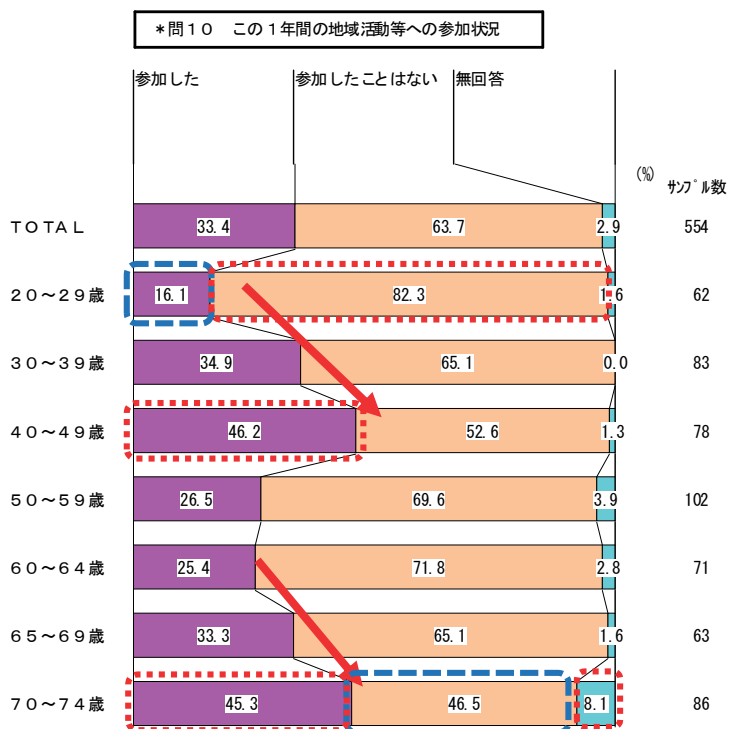 *問10 この1年間の地域活動等への参加状況
参加した 参加したことはない 無回答
(%)
サンプル数
TOTAL 33.4 63.7 2.9 554
20～29歳 16.1 82.3 1.6 62
30～39歳 34.9 65.1 0.0 83
40～49歳 46.2 52.6 1.3 78
50～59歳 26.5 69.6 3.9 102
60～64歳 25.4 71.8 2.8 71
65～69歳 33.3 65.1 1.6 63
70～74歳 45.3 46.5 8.1 86